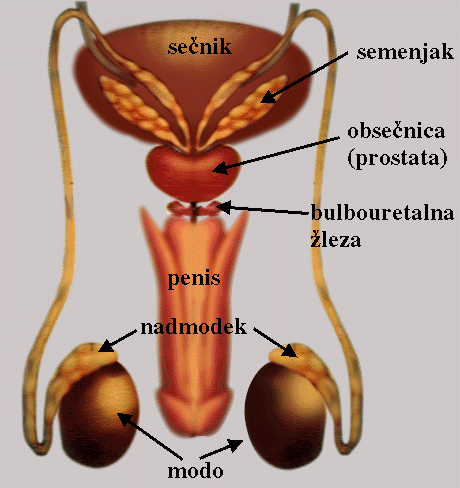 sečnik
semenjak
obsečnica
(prostata)
bulbouretalna
žleza
penis
nadmodek
modo